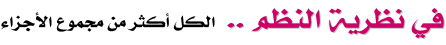 في نظرية النظم .. الكل أكثر من مجموع الأجزاء